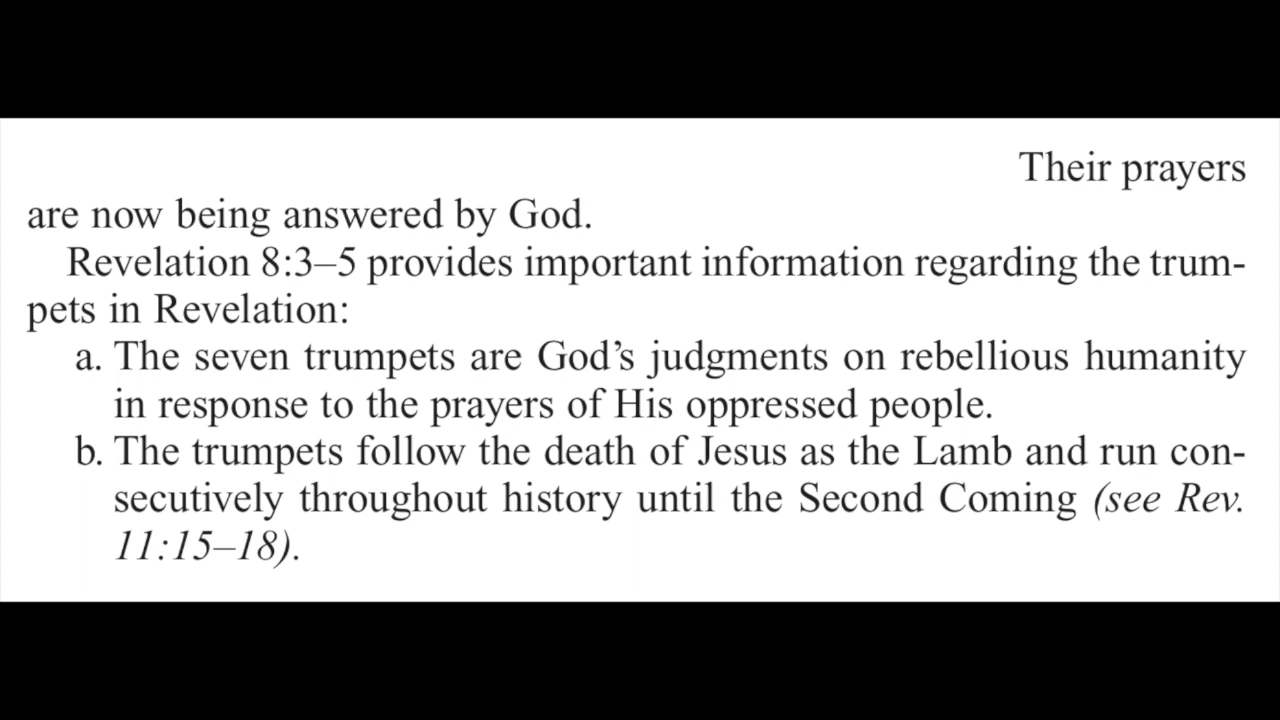 Their prayers
are now being answered by God.
Revelation 8:3–5 provides important information regarding the trum-
pets in Revelation:
a. The seven trumpets are God’s judgments on rebellious humanity
in response to the prayers of His oppressed people.
b. The trumpets follow the death of Jesus as the Lamb and run con-
secutively throughout history until the Second Coming (see Rev.
11:15–18).